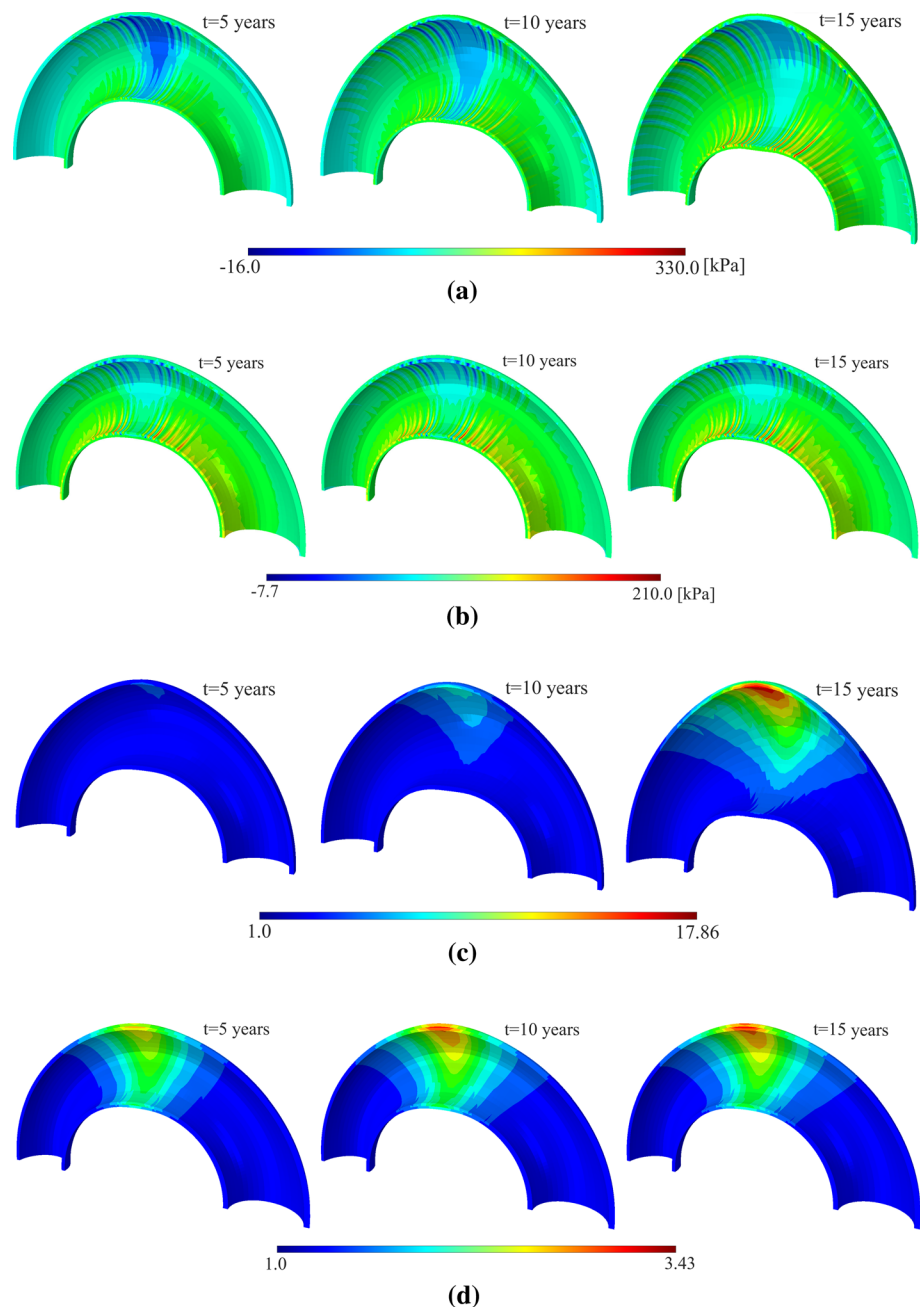 t=5 years
t=10 years
t=15 years
-16.0 330.0 [kPa]
(a)
t=5 years
t=10 years
t=15 years
-7.7 210.0 [kPa]
(b)
t=5 years
t=10 years
t=15 years
1.0 17.86
(c)
t=5 years
t=10 years
t=15 years
1.0 3.43
(d)